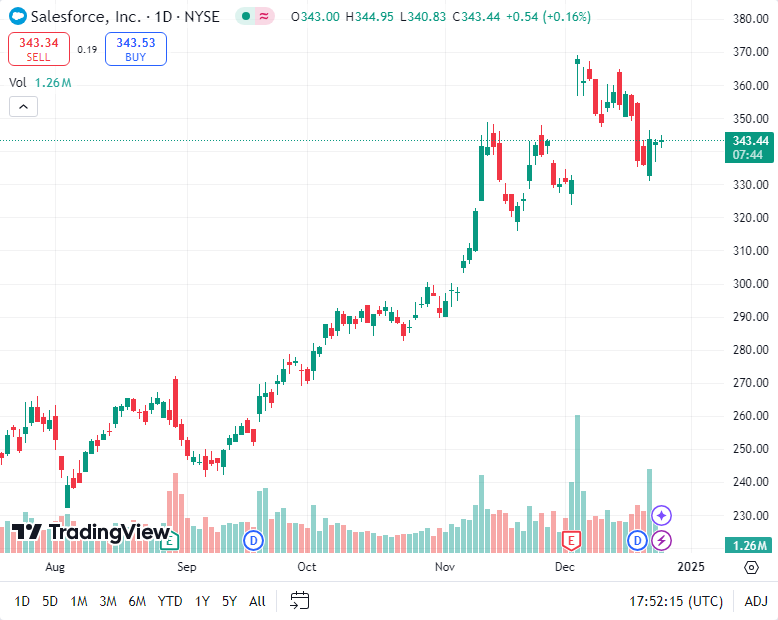 Salesforce, Inc. · 1D · NYSE O343.00 H344.95 L340.83 C343.44 +0.54 (+0.16%)
343.34 SELL 0.19 343.53 BUY
Vol 1.26M
380.00
370.00
360.00
350.00
343.44
07:44
330.00
320.00
310.00
300.00
290.00
280.00
270.00
260.00
250.00
240.00
230.00
1.26M
TradingView
E D E D
Aug Sep Oct Nov Dec 2025
1D 5D 1M 3M 6M YTD 1Y 5Y All 17:52:15 (UTC) ADJ